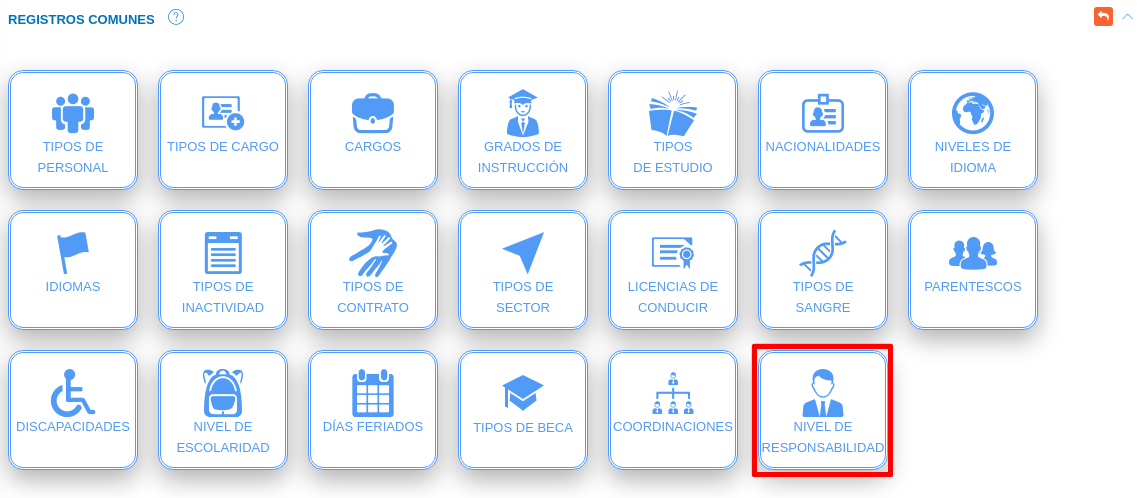 REGISTROS COMUNES ?
TIPOS DE
PERSONAL
TIPOS DE CARGO
CARGOS
GRADOS DE
INSTRUCCIÓN
TIPOS
DE ESTUDIO
NACIONALIDADES
NIVELES DE
IDIOMA
IDIOMAS
TIPOS DE
INACTIVIDAD
TIPOS DE
CONTRATO
TIPOS DE
SECTOR
LICENCIAS DE
CONDUCIR
TIPOS DE
SANGRE
PARENTESCOS
DISCAPACIDADES
NIVEL DE
ESCOLARIDAD
DÍAS FERIADOS
TIPOS DE BECA
COORDINACIONES
NIVEL DE
RESPONSABILIDAD